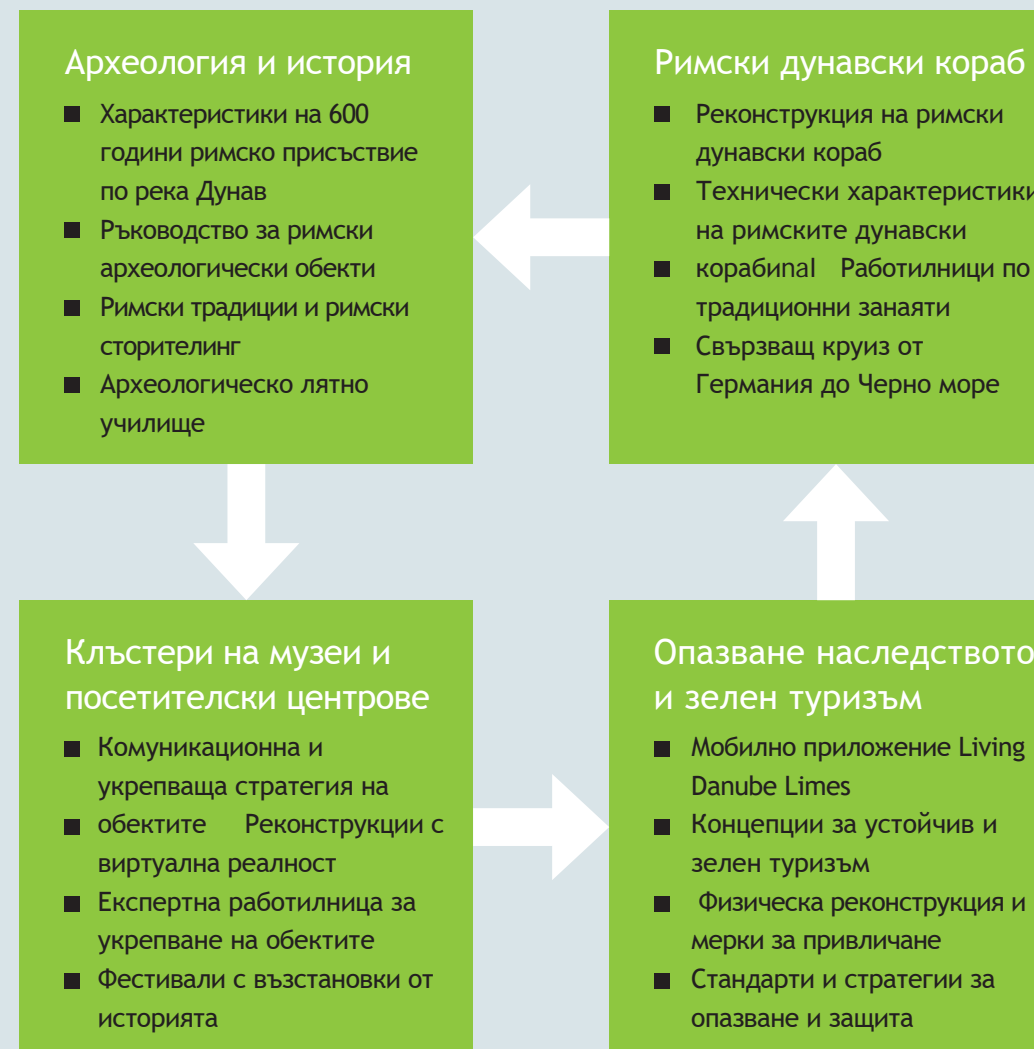 Археология и история
Характеристики на 600
години римско присъствие
по река Дунав
Ръководство за римски
археологически обекти
Римски традиции и римски
сторителинг
Археологическо лятно
училище
Римски дунавски кораб
Реконструкция на римски
дунавски кораб
Технически характеристики
на римските дунавски
корабиnal Работилници по
традиционни занаяти
Свързващ круиз от
Германия до Черно море
Клъстери на музеи и
посетителски центрове
Комуникационна и
укрепваща стратегия на
обектите Реконструкции с
виртуална реалност
Експертна работилница за
укрепване на обектите
Фестивали с възстановки от
историята
Опазване наследството
и зелен туризъм
Мобилно приложение Living
Danube Limes
Концепции за устойчив и
зелен туризъм
Физическа реконструкция и
мерки за привличане
Стандарти и стратегии за
опазване и защита